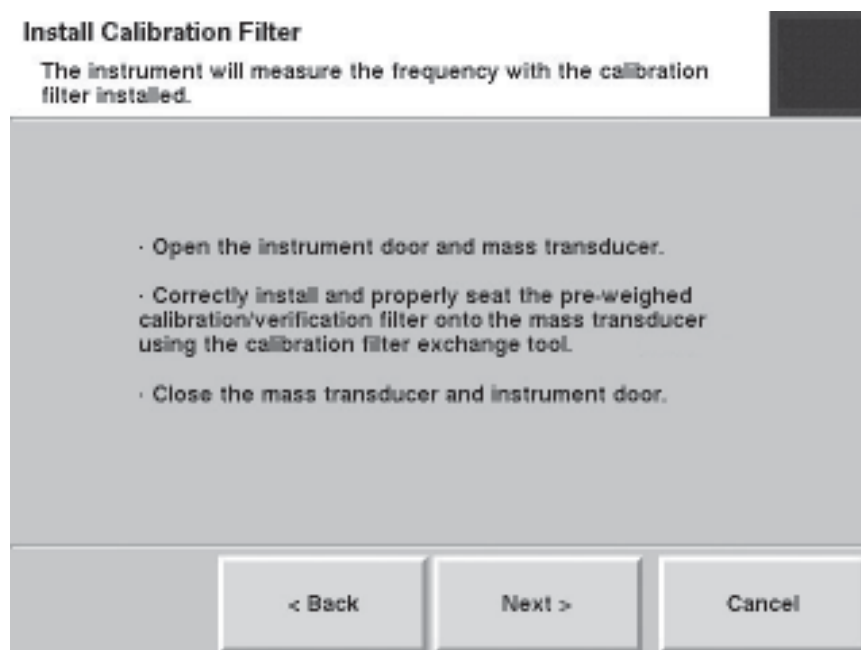 Install Calibration Filter
The instrument will measure the frequency with the calibration
filter installed.
· Open the instrument door and mass transducer.
· Correctly install and properly seat the pre-weighed
calibration/verification filter onto the mass transducer
using the calibration filter exchange tool.
· Close the mass transducer and instrument door.
< Back
Next >
Cancel